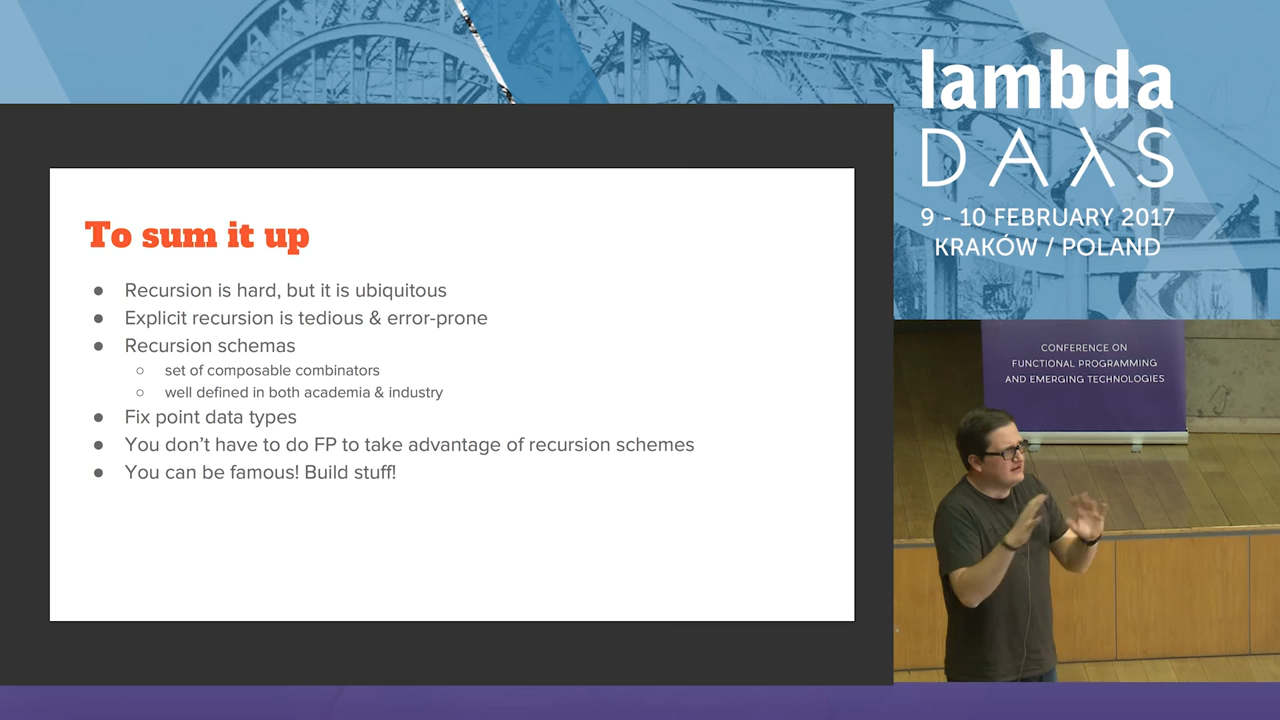 lambda
DAλS
9 - 10 FEBRUARY 2017
KRAKÓW / POLAND
To sum it up
● Recursion is hard, but it is ubiquitous
● Explicit recursion is tedious & error-prone
● Recursion schemas
○ set of composable combinators
○ well defined in both academia & industry
● Fix point data types
● You don’t have to do FP to take advantage of recursion schemes
● You can be famous! Build stuff!
CONFERENCE ON
FUNCTIONAL PROGRAMMING
AND EMERGING TECHNOLOGIES